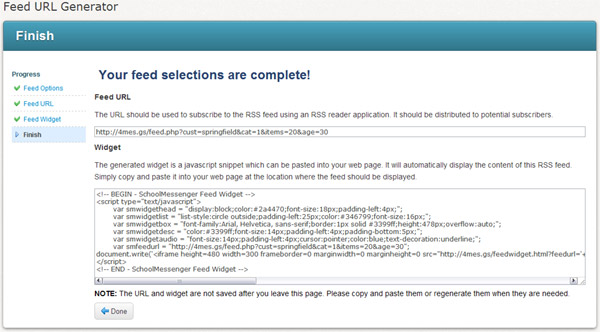 Feed URL Generator
Finish
Progress
Feed Options
Feed URL
Feed Widget
Finish
Your feed selections are complete!
Feed URL
The URL should be used to subscribe to the RSS feed using an RSS reader application. It should be distributed to potential subscribers.
http://4mes.gs/feed.php?cust=springfield&cat=1&items=20&age=30
Widget
The generated widget is a javascript snippet which can be pasted into your web page. It will automatically display the content of this RSS feed.
Simply copy and paste it into your web page at the location where the feed should be displayed.
<!-- BEGIN - SchoolMessenger Feed Widget -->
<script type="text/javascript">
var smwidgethead = "display:block;color:#2a4470;font-size:18px;padding-left:4px;";
var smwidgetlist = "list-style:circle outside;padding-left:25px;color:#346799;font-size:16px;";
var smwidgetbox = "font-family:Arial, Helvetica, sans-serif;border:1px solid #3399ff;height:478px;overflow:auto;";
var smwidgetdesc = "color:#3399ff;font-size:14px;padding-left:4px;padding-bottom:5px;";
var smwidgetaudio = "font-size:14px;padding-left:4px;cursor:pointer;color:blue;text-decoration:underline;";
var smfeedurl = "http://4mes.gs/feed.php?cust=springfield&cat=1&items=20&age=30";
document.write('<iframe height=480 width=300 frameborder=0 marginwidth=0 marginheight=0 src="http://4mes.gs/feedwidget.html?feedurl='+
</script>
<!-- END - SchoolMessenger Feed Widget -->
NOTE: The URL and widget are not saved after you leave this page. Please copy and paste them or regenerate them when they are needed.
Done